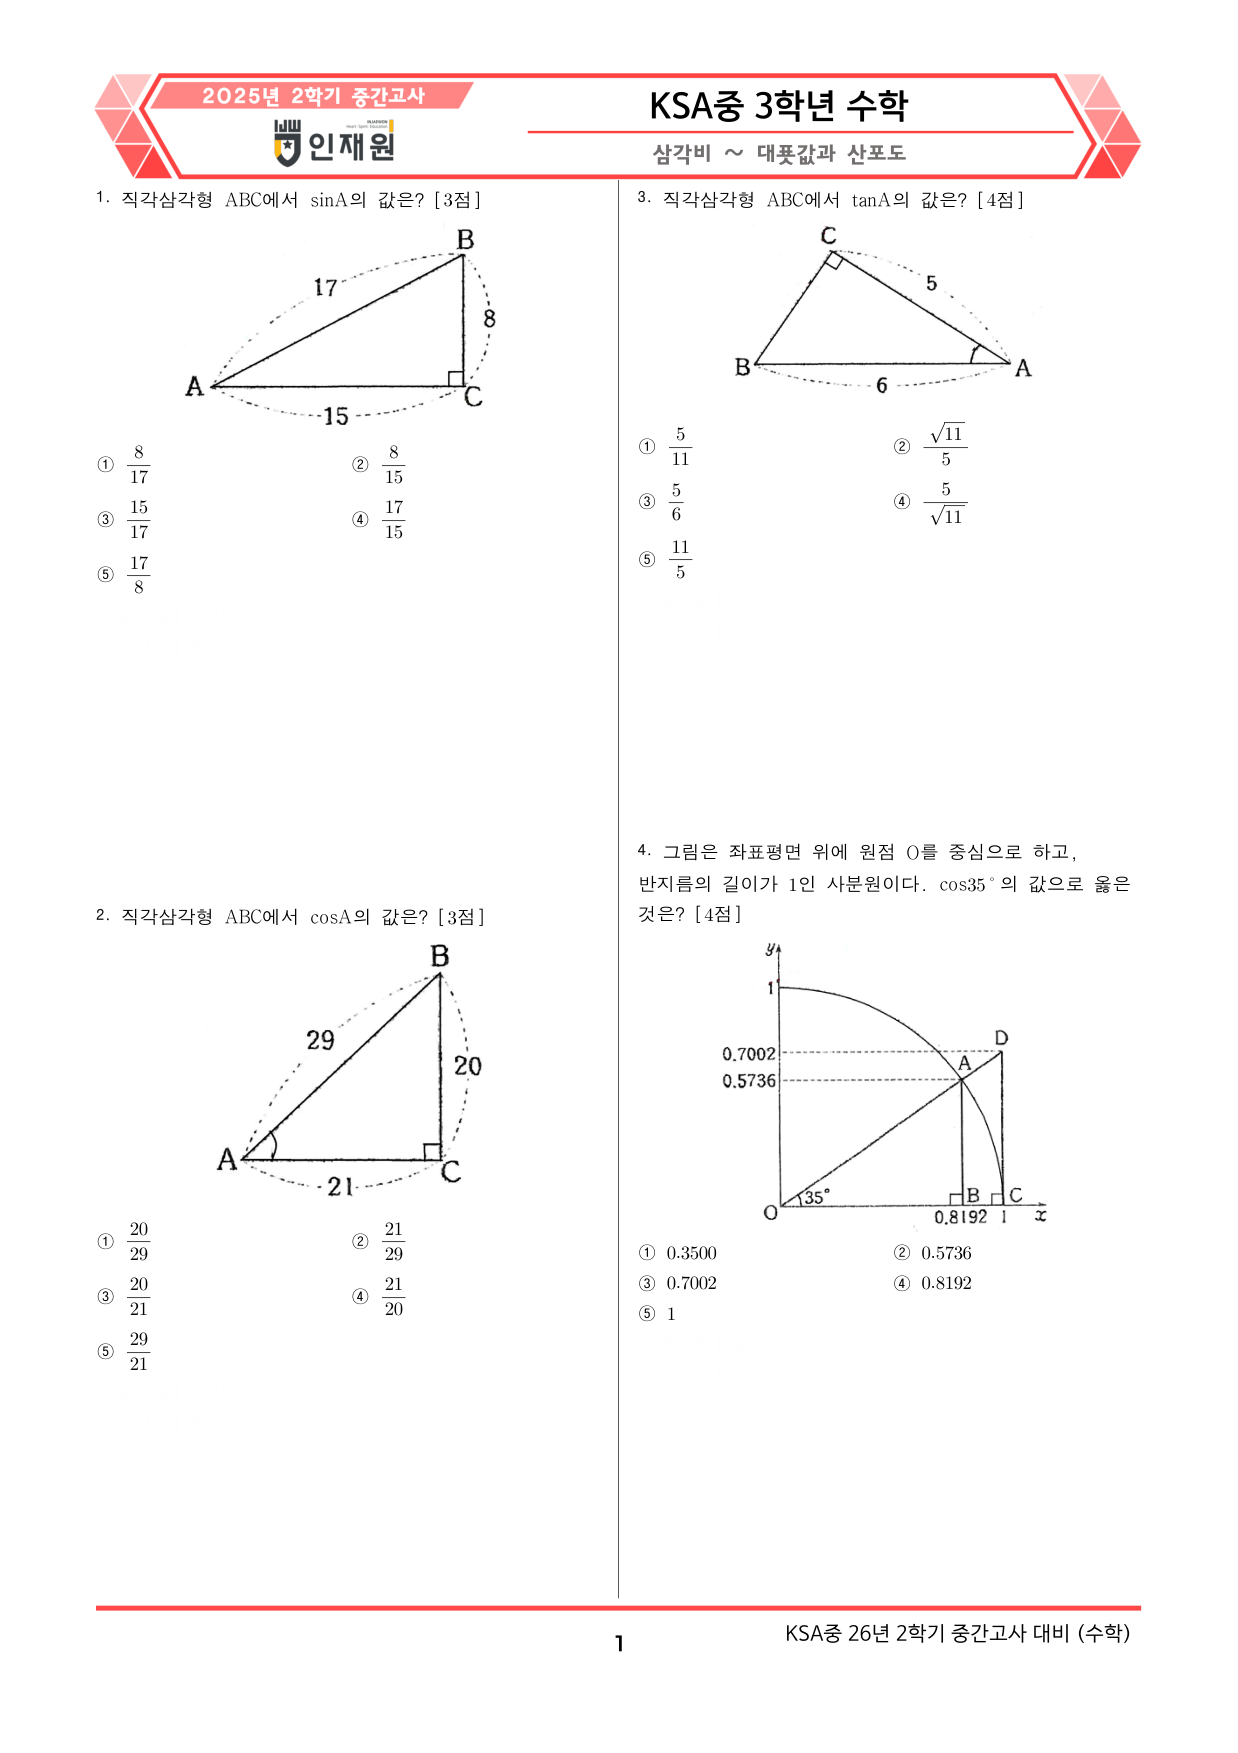 2025년 2학기 중간고사
IJW
INJAEWON
인재원
KSA중 3학년 수학
삼각비 ~ 대푯값과 산포도
1. 직각삼각형 ABC에서 sinA의 값은? [3점]
B
17
8
A
C
15
① 8/17 ② 8/15
③ 15/17 ④ 17/15
⑤ 17/8
2. 직각삼각형 ABC에서 cosA의 값은? [3점]
B
29
20
A
C
21
① 20/29 ② 21/29
③ 20/21 ④ 21/20
⑤ 29/21
3. 직각삼각형 ABC에서 tanA의 값은? [4점]
C
5
B
A
6
① 5/11 ② √11/5
③ 5/6 ④ 5/√11
⑤ 11/5
4. 그림은 좌표평면 위에 원점 O를 중심으로 하고,
반지름의 길이가 1인 사분원이다. cos35°의 값으로 옳은
것은? [4점]
y
1
D
0.7002
A
0.5736
35°
B C
O
0.8192 1 x
① 0.3500 ② 0.5736
③ 0.7002 ④ 0.8192
⑤ 1
1
KSA중 26년 2학기 중간고사 대비 (수학)